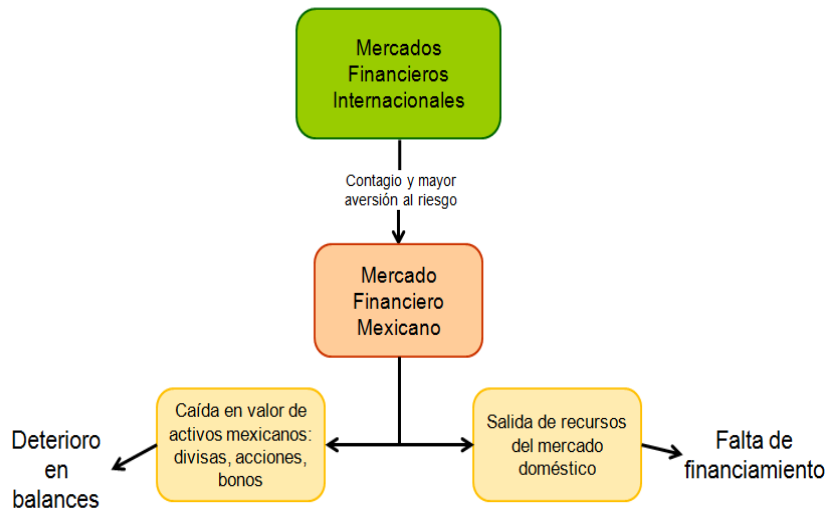 Mercados
Financieros
Internacionales
Contagio y mayor
aversión al riesgo
Mercado
Financiero
Mexicano
Caída en valor de
activos mexicanos:
divisas, acciones,
bonos
Salida de recursos
del mercado
doméstico
Deterioro
en
balances
Falta de
financiamiento